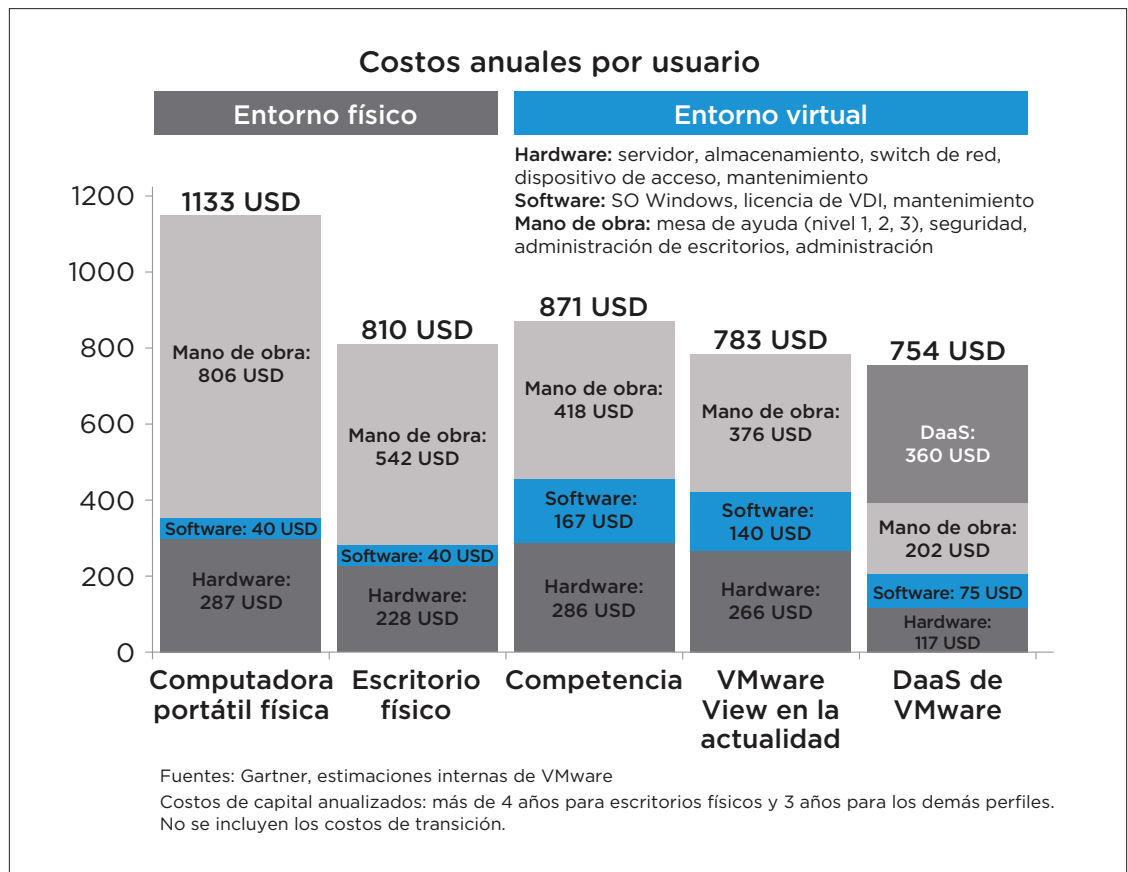 Costos anuales por usuario
Entorno físico
Entorno virtual
Hardware: servidor, almacenamiento, switch de red,
dispositivo de acceso, mantenimiento
Software: SO Windows, licencia de VDI, mantenimiento
Mano de obra: mesa de ayuda (nivel 1, 2, 3), seguridad,
administración de escritorios, administración
1200
1000
800
600
400
200
0
1133 USD
Mano de obra:
806 USD
Software: 40 USD
Hardware:
287 USD
810 USD
Mano de obra:
542 USD
Software: 40 USD
Hardware:
228 USD
871 USD
Mano de obra:
418 USD
Software:
167 USD
Hardware:
286 USD
783 USD
Mano de obra:
376 USD
Software:
140 USD
Hardware:
266 USD
754 USD
DaaS:
360 USD
Mano de obra:
202 USD
Software: 75 USD
Hardware:
117 USD
Computadora
portátil física
Escritorio
físico
Competencia
VMware
View en la
actualidad
DaaS de
VMware
Fuentes: Gartner, estimaciones internas de VMware
Costos de capital anualizados: más de 4 años para escritorios físicos y 3 años para los demás perfiles.
No se incluyen los costos de transición.